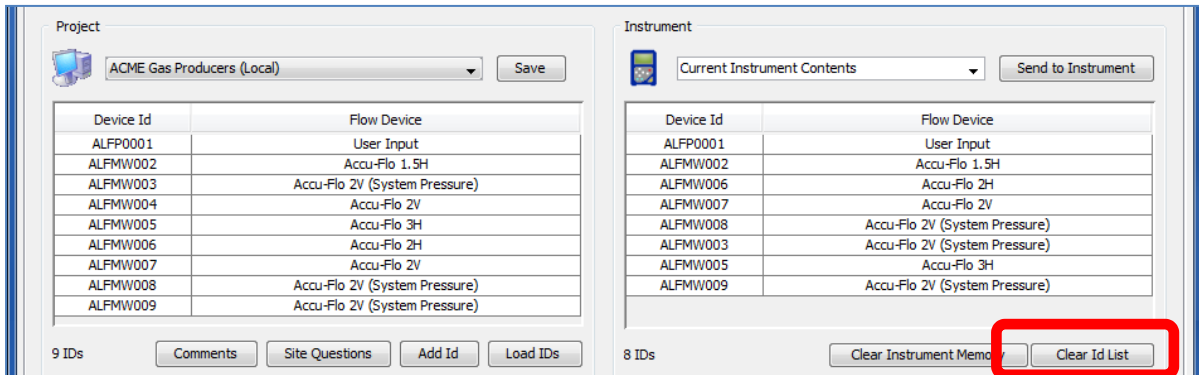 Project
ACME Gas Producers (Local)
Save
Device Id Flow Device
ALFP0001 User Input
ALFMW002 Accu-Flo 1.5H
ALFMW003 Accu-Flo 2V (System Pressure)
ALFMW004 Accu-Flo 2V
ALFMW005 Accu-Flo 3H
ALFMW006 Accu-Flo 2H
ALFMW007 Accu-Flo 2V
ALFMW008 Accu-Flo 2V (System Pressure)
ALFMW009 Accu-Flo 2V (System Pressure)
9 IDs Comments Site Questions Add Id Load IDs
Instrument
Current Instrument Contents
Send to Instrument
Device Id Flow Device
ALFP0001 User Input
ALFMW002 Accu-Flo 1.5H
ALFMW006 Accu-Flo 2H
ALFMW007 Accu-Flo 2V
ALFMW008 Accu-Flo 2V (System Pressure)
ALFMW003 Accu-Flo 2V (System Pressure)
ALFMW005 Accu-Flo 3H
ALFMW009 Accu-Flo 2V (System Pressure)
8 IDs Clear Instrument Memory Clear Id List